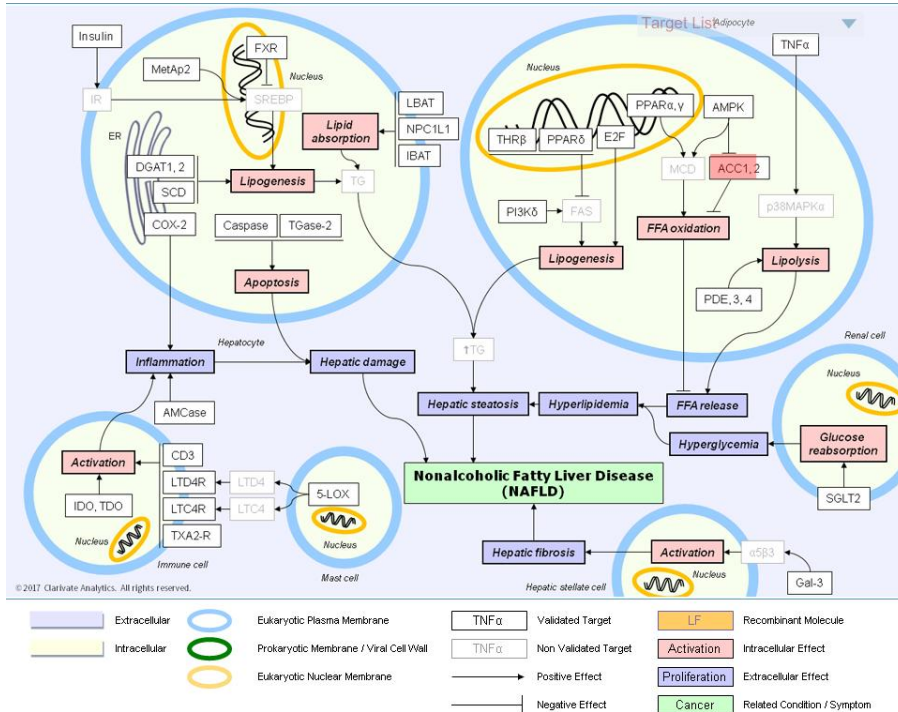 Target List
Adipocyte
Insulin
FXR
Nucleus
MetAp2
IR
SREBP
ER
Lipid
absorption
LBAT
NPC1L1
IBAT
DGAT1, 2
SCD
Lipogenesis
TG
COX-2
Caspase
TGase-2
Apoptosis
Hepatocyte
TNFα
Nucleus
PPARα,γ
AMPK
THRβ
PPARδ
E2F
MCD
ACC1, 2
PI3Kδ
FAS
p38MAPKα
FFA oxidation
Lipogenesis
Lipolysis
PDE, 3, 4
Renal cell
Nucleus
↑TG
Inflammation
Hepatic damage
AMCase
Hepatic steatosis
Hyperlipidemia
FFA release
Hyperglycemia
Glucose
reabsorption
SGLT2
Activation
CD3
LTD4R
LTD4
5-LOX
IDO, TDO
LTC4R
LTC4
Nucleus
TXA2-R
Immune cell
Nucleus
Mast cell
Nonalcoholic Fatty Liver Disease
(NAFLD)
Hepatic fibrosis
Activation
α5β3
Nucleus
Gal-3
Hepatic stellate cell
© 2017 Clarivate Analytics. All rights reserved.
Extracellular
Intracellular
Eukaryotic Plasma Membrane
Prokaryotic Membrane / Viral Cell Wall
Eukaryotic Nuclear Membrane
TNFα
Validated Target
TNFα
Non Validated Target
Positive Effect
Negative Effect
LF
Recombinant Molecule
Activation
Intracellular Effect
Proliferation
Extracellular Effect
Cancer
Related Condition / Symptom